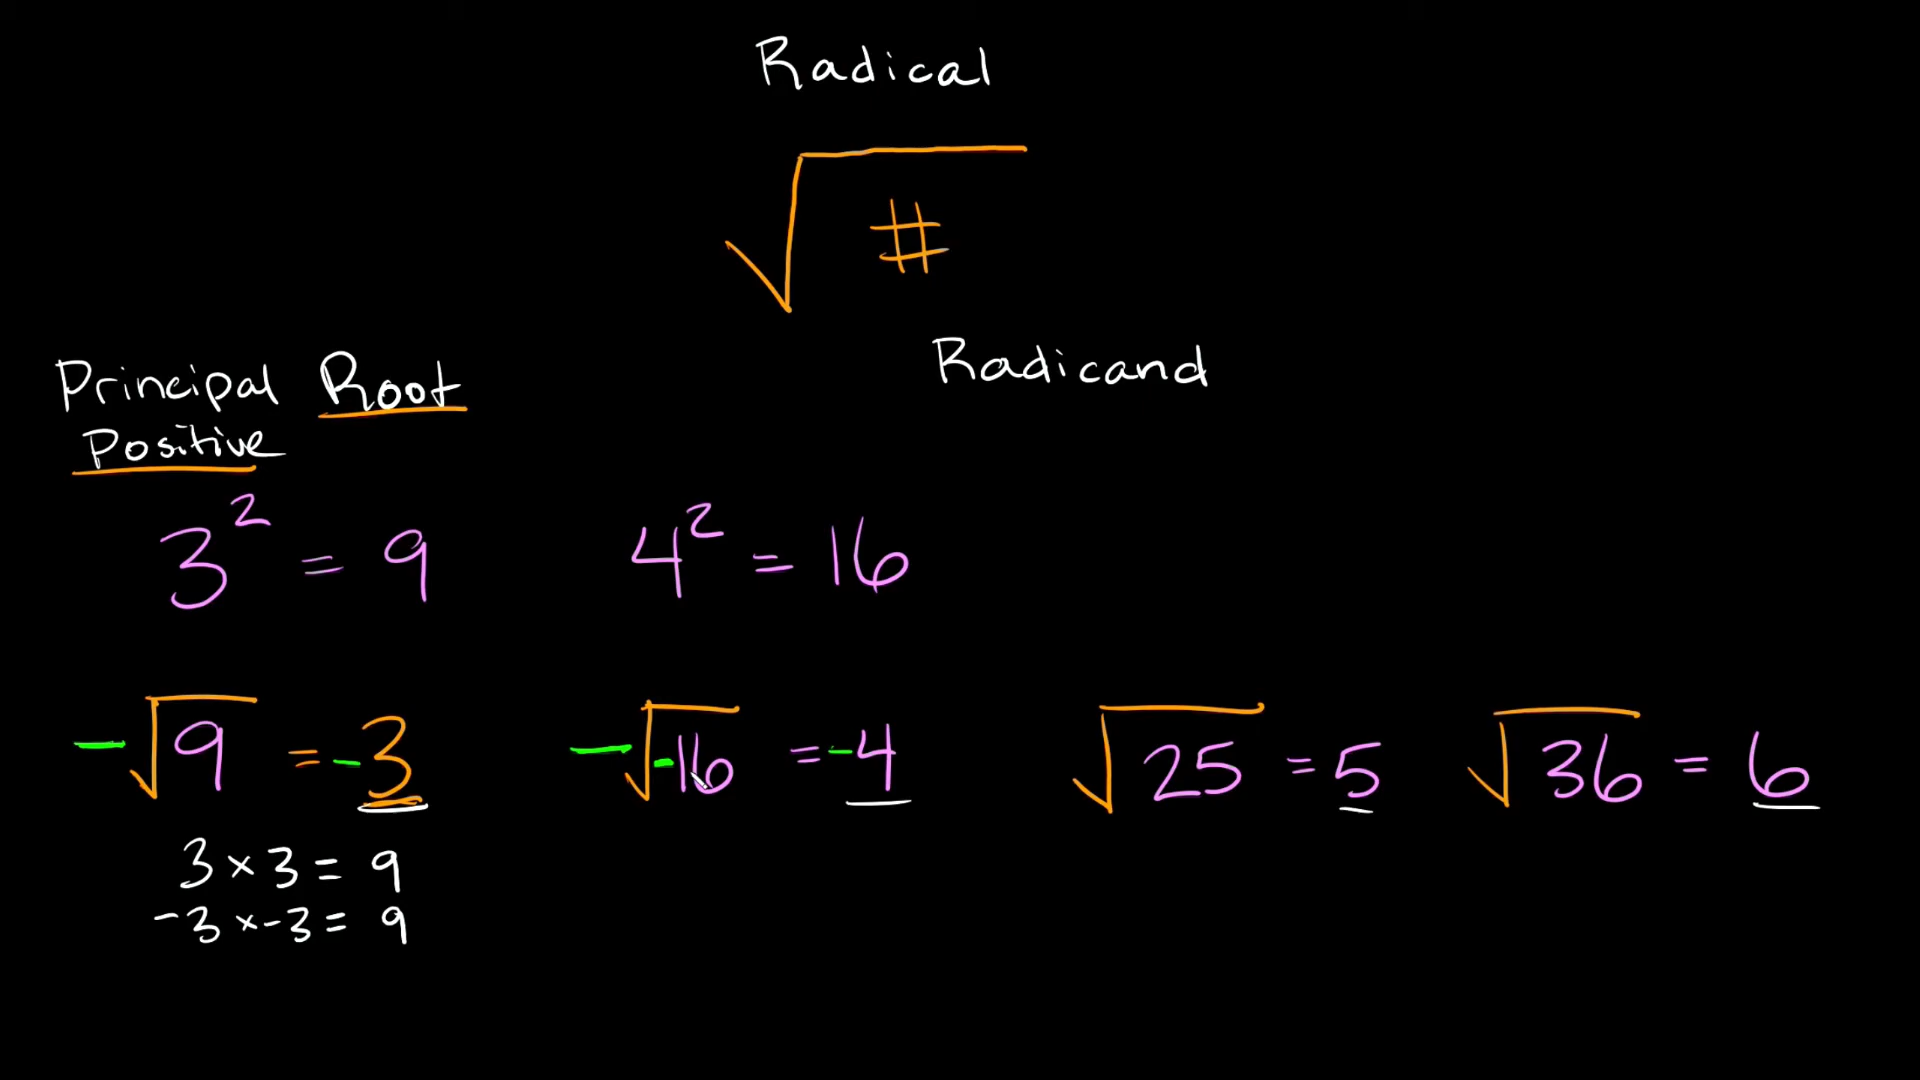 Radical
√#
Radicand
Principal Root
Positive
3² = 9
4² = 16
-√9 = -3
-√-16 = -4
√25 = 5
√36 = 6
3 × 3 = 9
-3 × -3 = 9